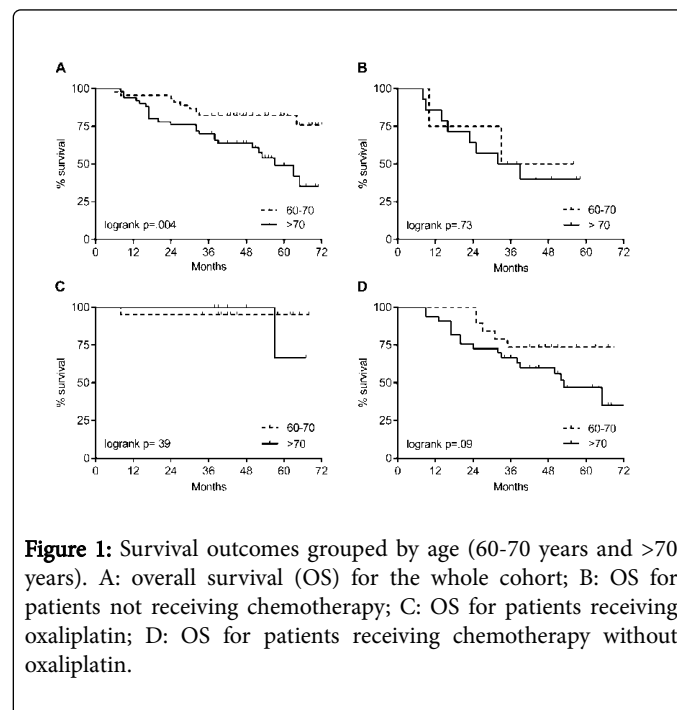 A
100
75
50
25
0
% survival
logrank p=.004
60-70
>70
0 12 24 36 48 60 72
Months
B
100
75
50
25
0
% survival
logrank p=.73
60-70
> 70
0 12 24 36 48 60 72
Months
C
100
75
50
25
0
% survival
logrank p= 39
60-70
>70
0 12 24 36 48 60 72
Months
D
100
75
50
25
0
% survival
logrank p=.09
60-70
>70
0 12 24 36 48 60 72
Months
Figure 1: Survival outcomes grouped by age (60-70 years and >70
years). A: overall survival (OS) for the whole cohort; B: OS for
patients not receiving chemotherapy; C: OS for patients receiving
oxaliplatin; D: OS for patients receiving chemotherapy without
oxaliplatin.